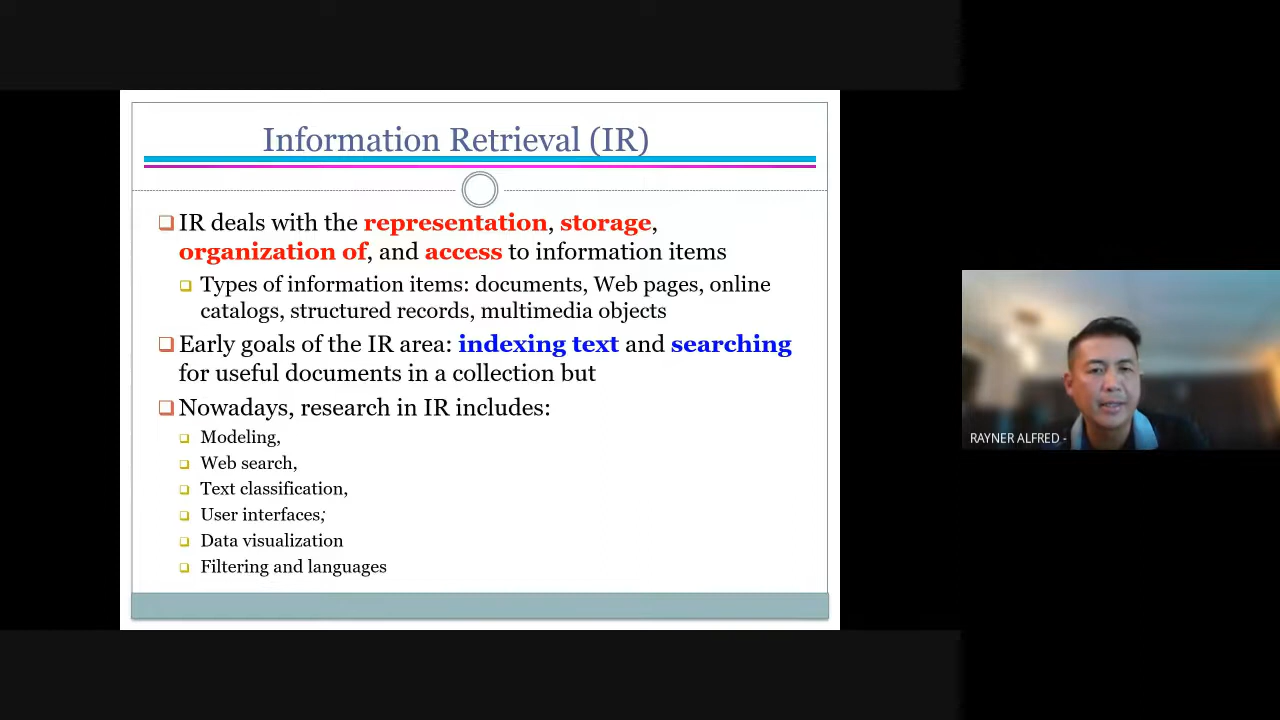 Information Retrieval (IR)
IR deals with the representation, storage,
organization of, and access to information items
Types of information items: documents, Web pages, online
catalogs, structured records, multimedia objects
Early goals of the IR area: indexing text and searching
for useful documents in a collection but
Nowadays, research in IR includes:
Modeling,
Web search,
Text classification,
User interfaces;
Data visualization
Filtering and languages
RAYNER ALFRED -